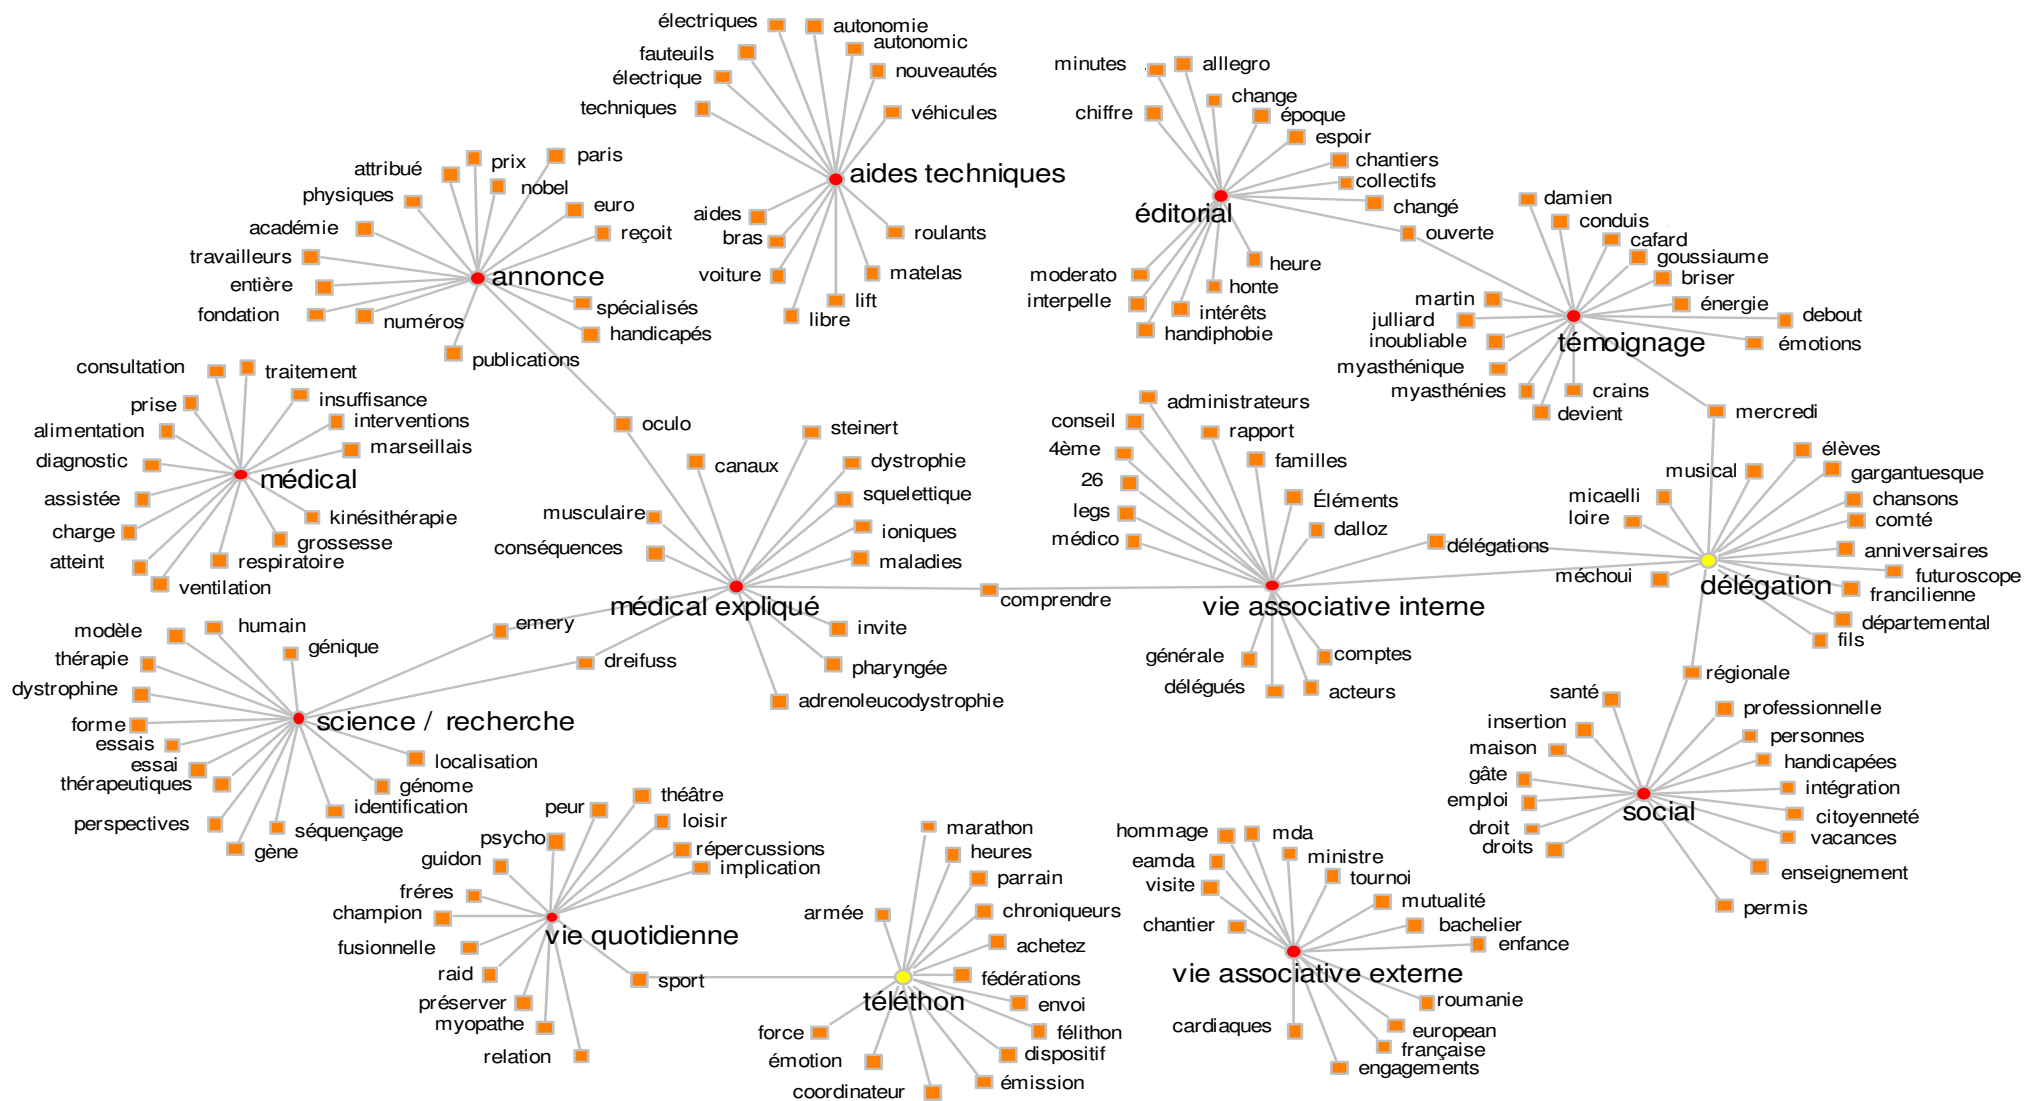 électriques
autonomie
autonomic
fauteuils
nouveautés
électrique
techniques
véhicules
aides techniques
aides
bras
roulants
voiture
matelas
lift
libre
minutes
alllegro
change
chiffre
époque
espoir
chantiers
collectifs
changé
éditorial
ouverte
moderato
heure
interpelle
honte
intérêts
handiphobie
attribué
prix
paris
physiques
nobel
euro
académie
reçoit
travailleurs
annonce
entière
spécialisés
fondation
numéros
handicapés
publications
damien
conduis
cafard
goussiaume
briser
martin
énergie
julliard
debout
inoubliable
témoignage
émotions
myasthénique
myasthénies
crains
devient
mercredi
consultation
traitement
insuffisance
prise
interventions
alimentation
marseillais
diagnostic
médical
assistée
kinésithérapie
charge
grossesse
atteint
respiratoire
ventilation
oculo
steinert
canaux
dystrophie
squelettique
musculaire
ioniques
conséquences
maladies
médical expliqué
comprendre
emery
invite
dreifuss
pharyngée
adrenoleucodystrophie
administrateurs
conseil
rapport
4ème
familles
26
Éléments
legs
dalloz
médico
délégations
vie associative interne
générale
comptes
délégués
acteurs
élèves
musical
gargantuesque
micaelli
chansons
loire
comté
anniversaires
méchoui
futuroscope
délégation
francilienne
départemental
fils
régionale
modèle
humain
génique
thérapie
dystrophine
forme
science / recherche
essais
essai
localisation
thérapeutiques
génome
identification
perspectives
séquençage
gène
santé
professionnelle
insertion
personnes
maison
handicapées
gâte
intégration
emploi
social
citoyenneté
droit
vacances
droits
enseignement
permis
peur
théâtre
psycho
loisir
guidon
répercussions
implication
fréres
champion
vie quotidienne
fusionnelle
raid
sport
préserver
myopathe
relation
marathon
heures
parrain
armée
chroniqueurs
achetez
fédérations
téléthon
envoi
force
félithon
émotion
dispositif
coordinateur
émission
hommage
mda
eamda
ministre
visite
tournoi
mutualité
chantier
bachelier
enfance
vie associative externe
roumanie
cardiaques
european
française
engagements